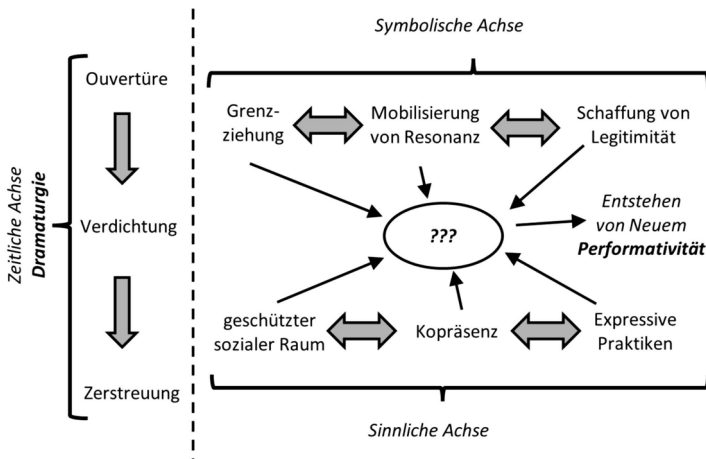 Zeitliche Achse
Dramaturgie
Ouvertüre
Verdichtung
Zerstreuung
Symbolische Achse
Grenz-
ziehung
Mobilisierung
von Resonanz
Schaffung von
Legitimität
???
Entstehen
von Neuem
Performativität
geschützter
sozialer Raum
Kopräsenz
Expressive
Praktiken
Sinnliche Achse